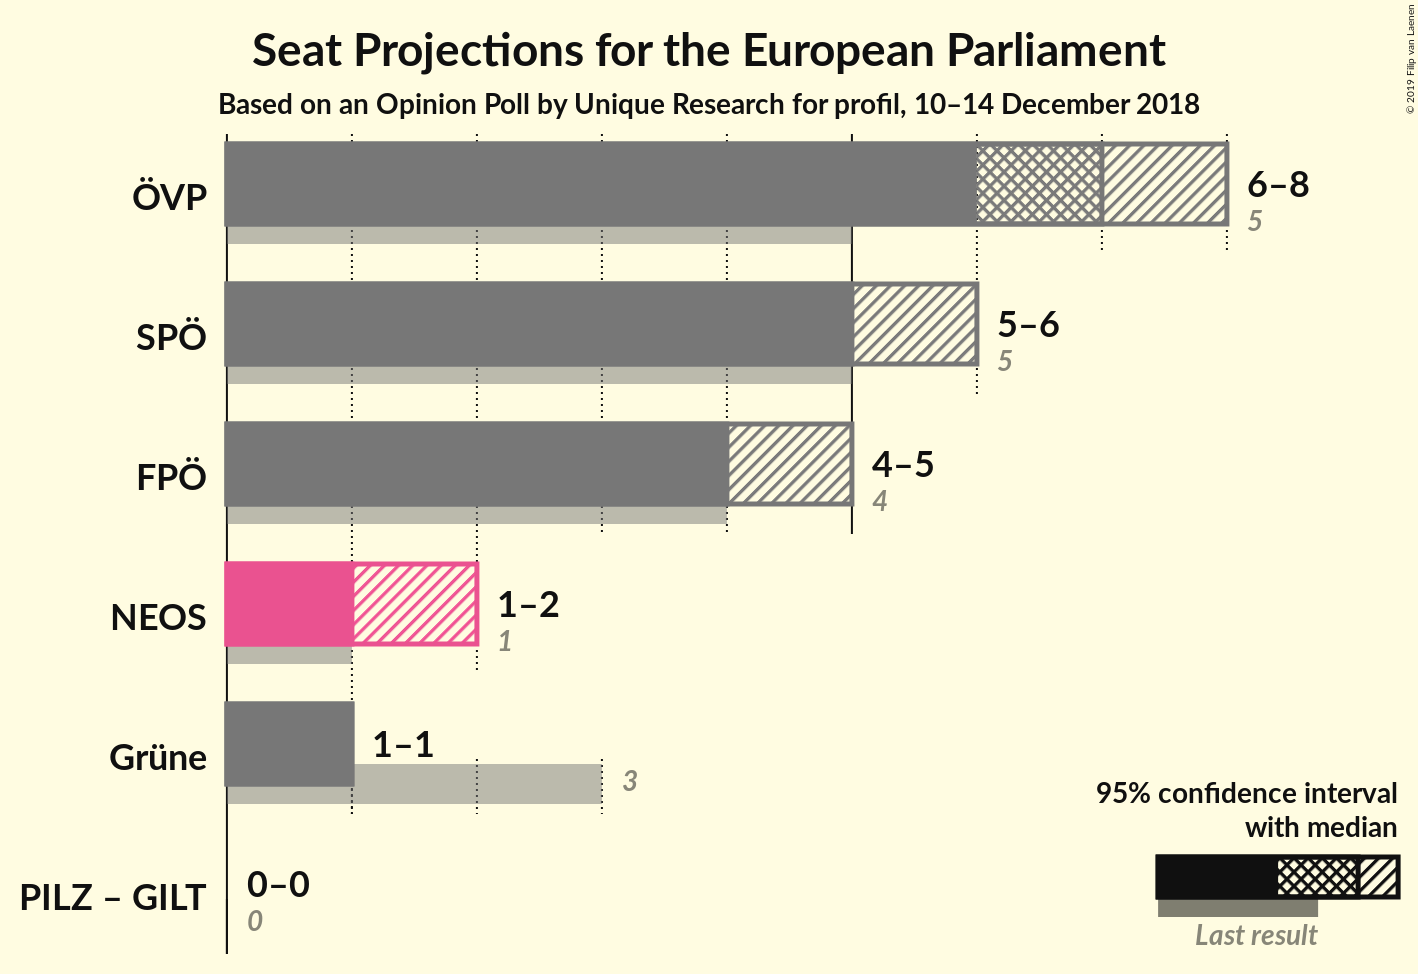 Seat Projections for the European Parliament
Based on an Opinion Poll by Unique Research for profil, 10–14 December 2018
© 2019 Filip van Laenen
ÖVP
6–8
5
SPÖ
5–6
5
FPÖ
4–5
4
NEOS
1–2
1
Grüne
1–1
3
PILZ – GILT
0–0
0
95% confidence interval
with median
Last result